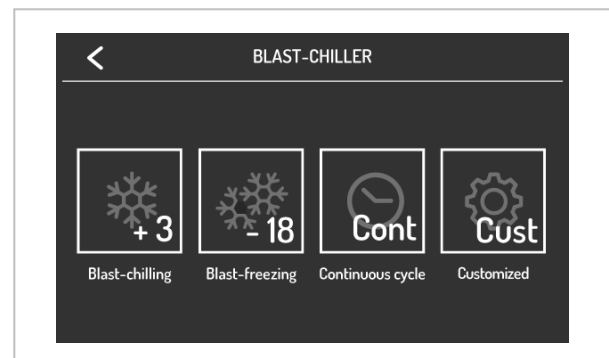 BLAST-CHILLER
+ 3
- 18
Cont
Cust
Blast-chilling
Blast-freezing
Continuous cycle
Customized